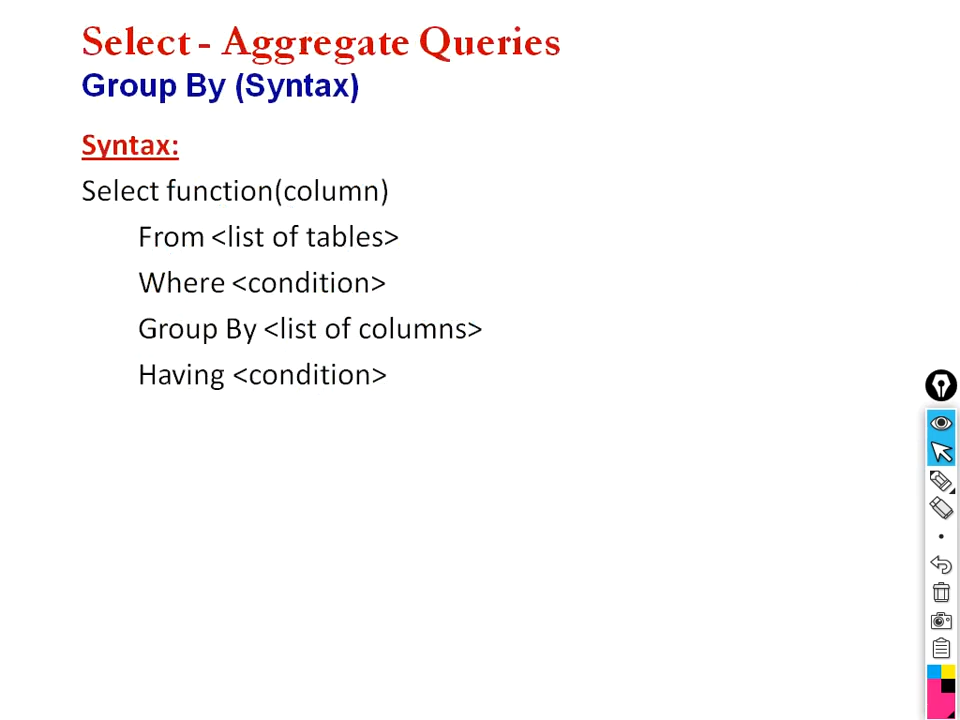 Select - Aggregate Queries
Group By (Syntax)
Syntax:
Select function(column)
From <list of tables>
Where <condition>
Group By <list of columns>
Having <condition>